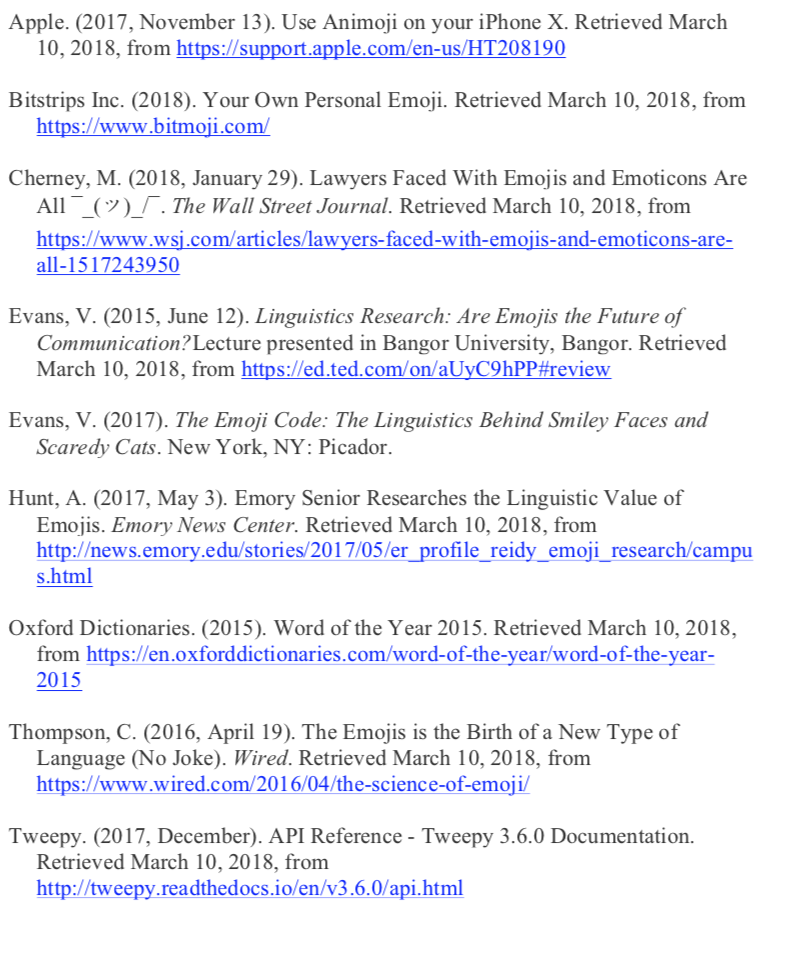 Apple. (2017, November 13). Use Animoji on your iPhone X. Retrieved March
10, 2018, from https://support.apple.com/en-us/HT208190
Bitstrips Inc. (2018). Your Own Personal Emoji. Retrieved March 10, 2018, from
https://www.bitmoji.com/
Cherney, M. (2018, January 29). Lawyers Faced With Emojis and Emoticons Are
All ¯_(ツ)_/¯. The Wall Street Journal. Retrieved March 10, 2018, from
https://www.wsj.com/articles/lawyers-faced-with-emojis-and-emoticons-are-
all-1517243950
Evans, V. (2015, June 12). Linguistics Research: Are Emojis the Future of
Communication?Lecture presented in Bangor University, Bangor. Retrieved
March 10, 2018, from https://ed.ted.com/on/aUyC9hPP#review
Evans, V. (2017). The Emoji Code: The Linguistics Behind Smiley Faces and
Scaredy Cats. New York, NY: Picador.
Hunt, A. (2017, May 3). Emory Senior Researches the Linguistic Value of
Emojis. Emory News Center. Retrieved March 10, 2018, from
http://news.emory.edu/stories/2017/05/er_profile_reidy_emoji_research/campu
s.html
Oxford Dictionaries. (2015). Word of the Year 2015. Retrieved March 10, 2018,
from https://en.oxforddictionaries.com/word-of-the-year/word-of-the-year-
2015
Thompson, C. (2016, April 19). The Emojis is the Birth of a New Type of
Language (No Joke). Wired. Retrieved March 10, 2018, from
https://www.wired.com/2016/04/the-science-of-emoji/
Tweepy. (2017, December). API Reference - Tweepy 3.6.0 Documentation.
Retrieved March 10, 2018, from
http://tweepy.readthedocs.io/en/v3.6.0/api.html